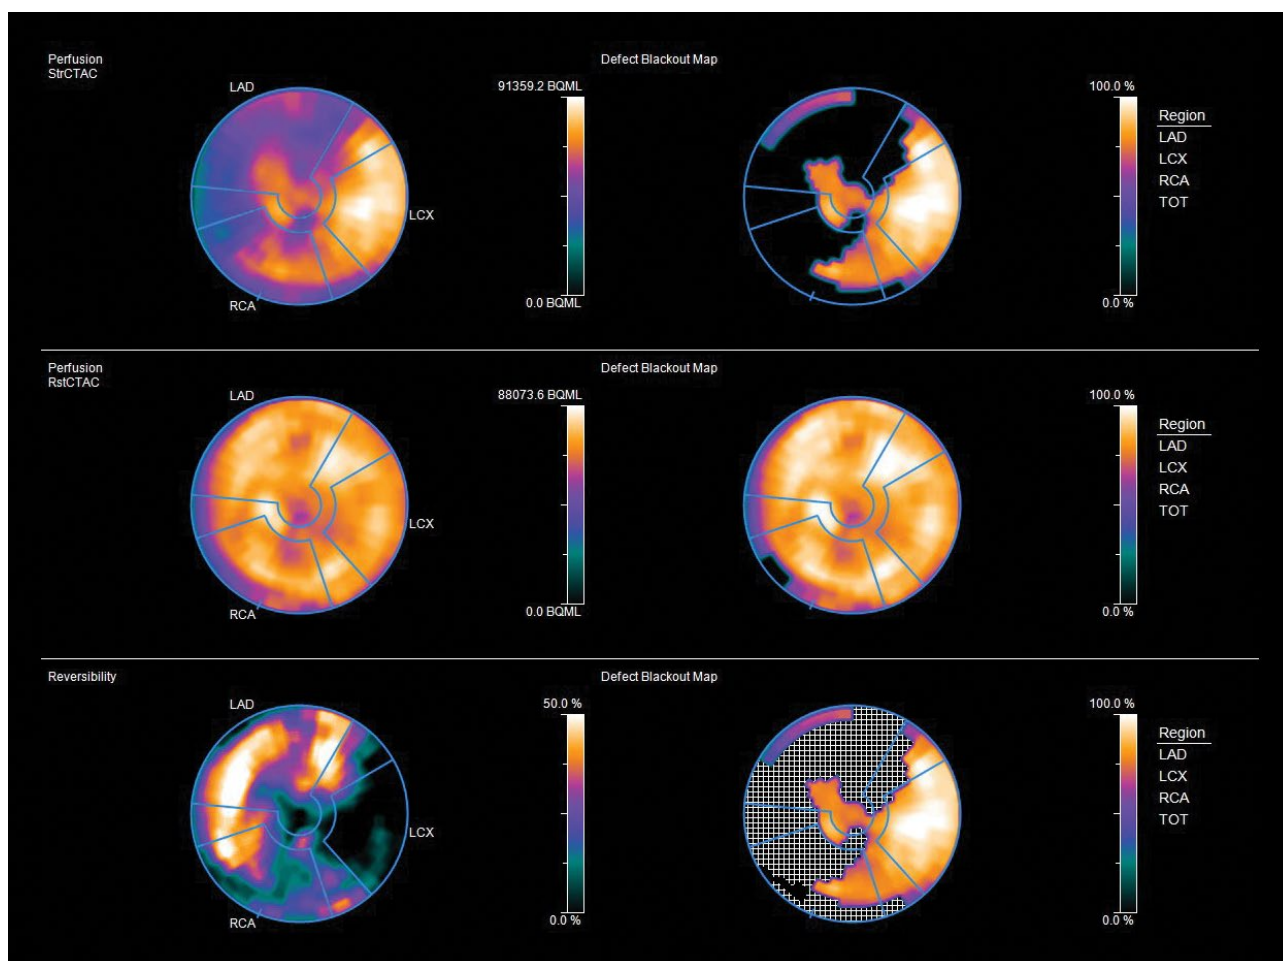 Perfusion
StrCTAC
LAD
LCX
RCA
91359.2 BQML
0.0 BQML
Defect Blackout Map
100.0 %
0.0 %
Region
LAD
LCX
RCA
TOT
Perfusion
RstCTAC
LAD
LCX
RCA
88073.6 BQML
0.0 BQML
Defect Blackout Map
100.0 %
0.0 %
Region
LAD
LCX
RCA
TOT
Reversibility
LAD
LCX
RCA
50.0 %
0.0 %
Defect Blackout Map
100.0 %
0.0 %
Region
LAD
LCX
RCA
TOT